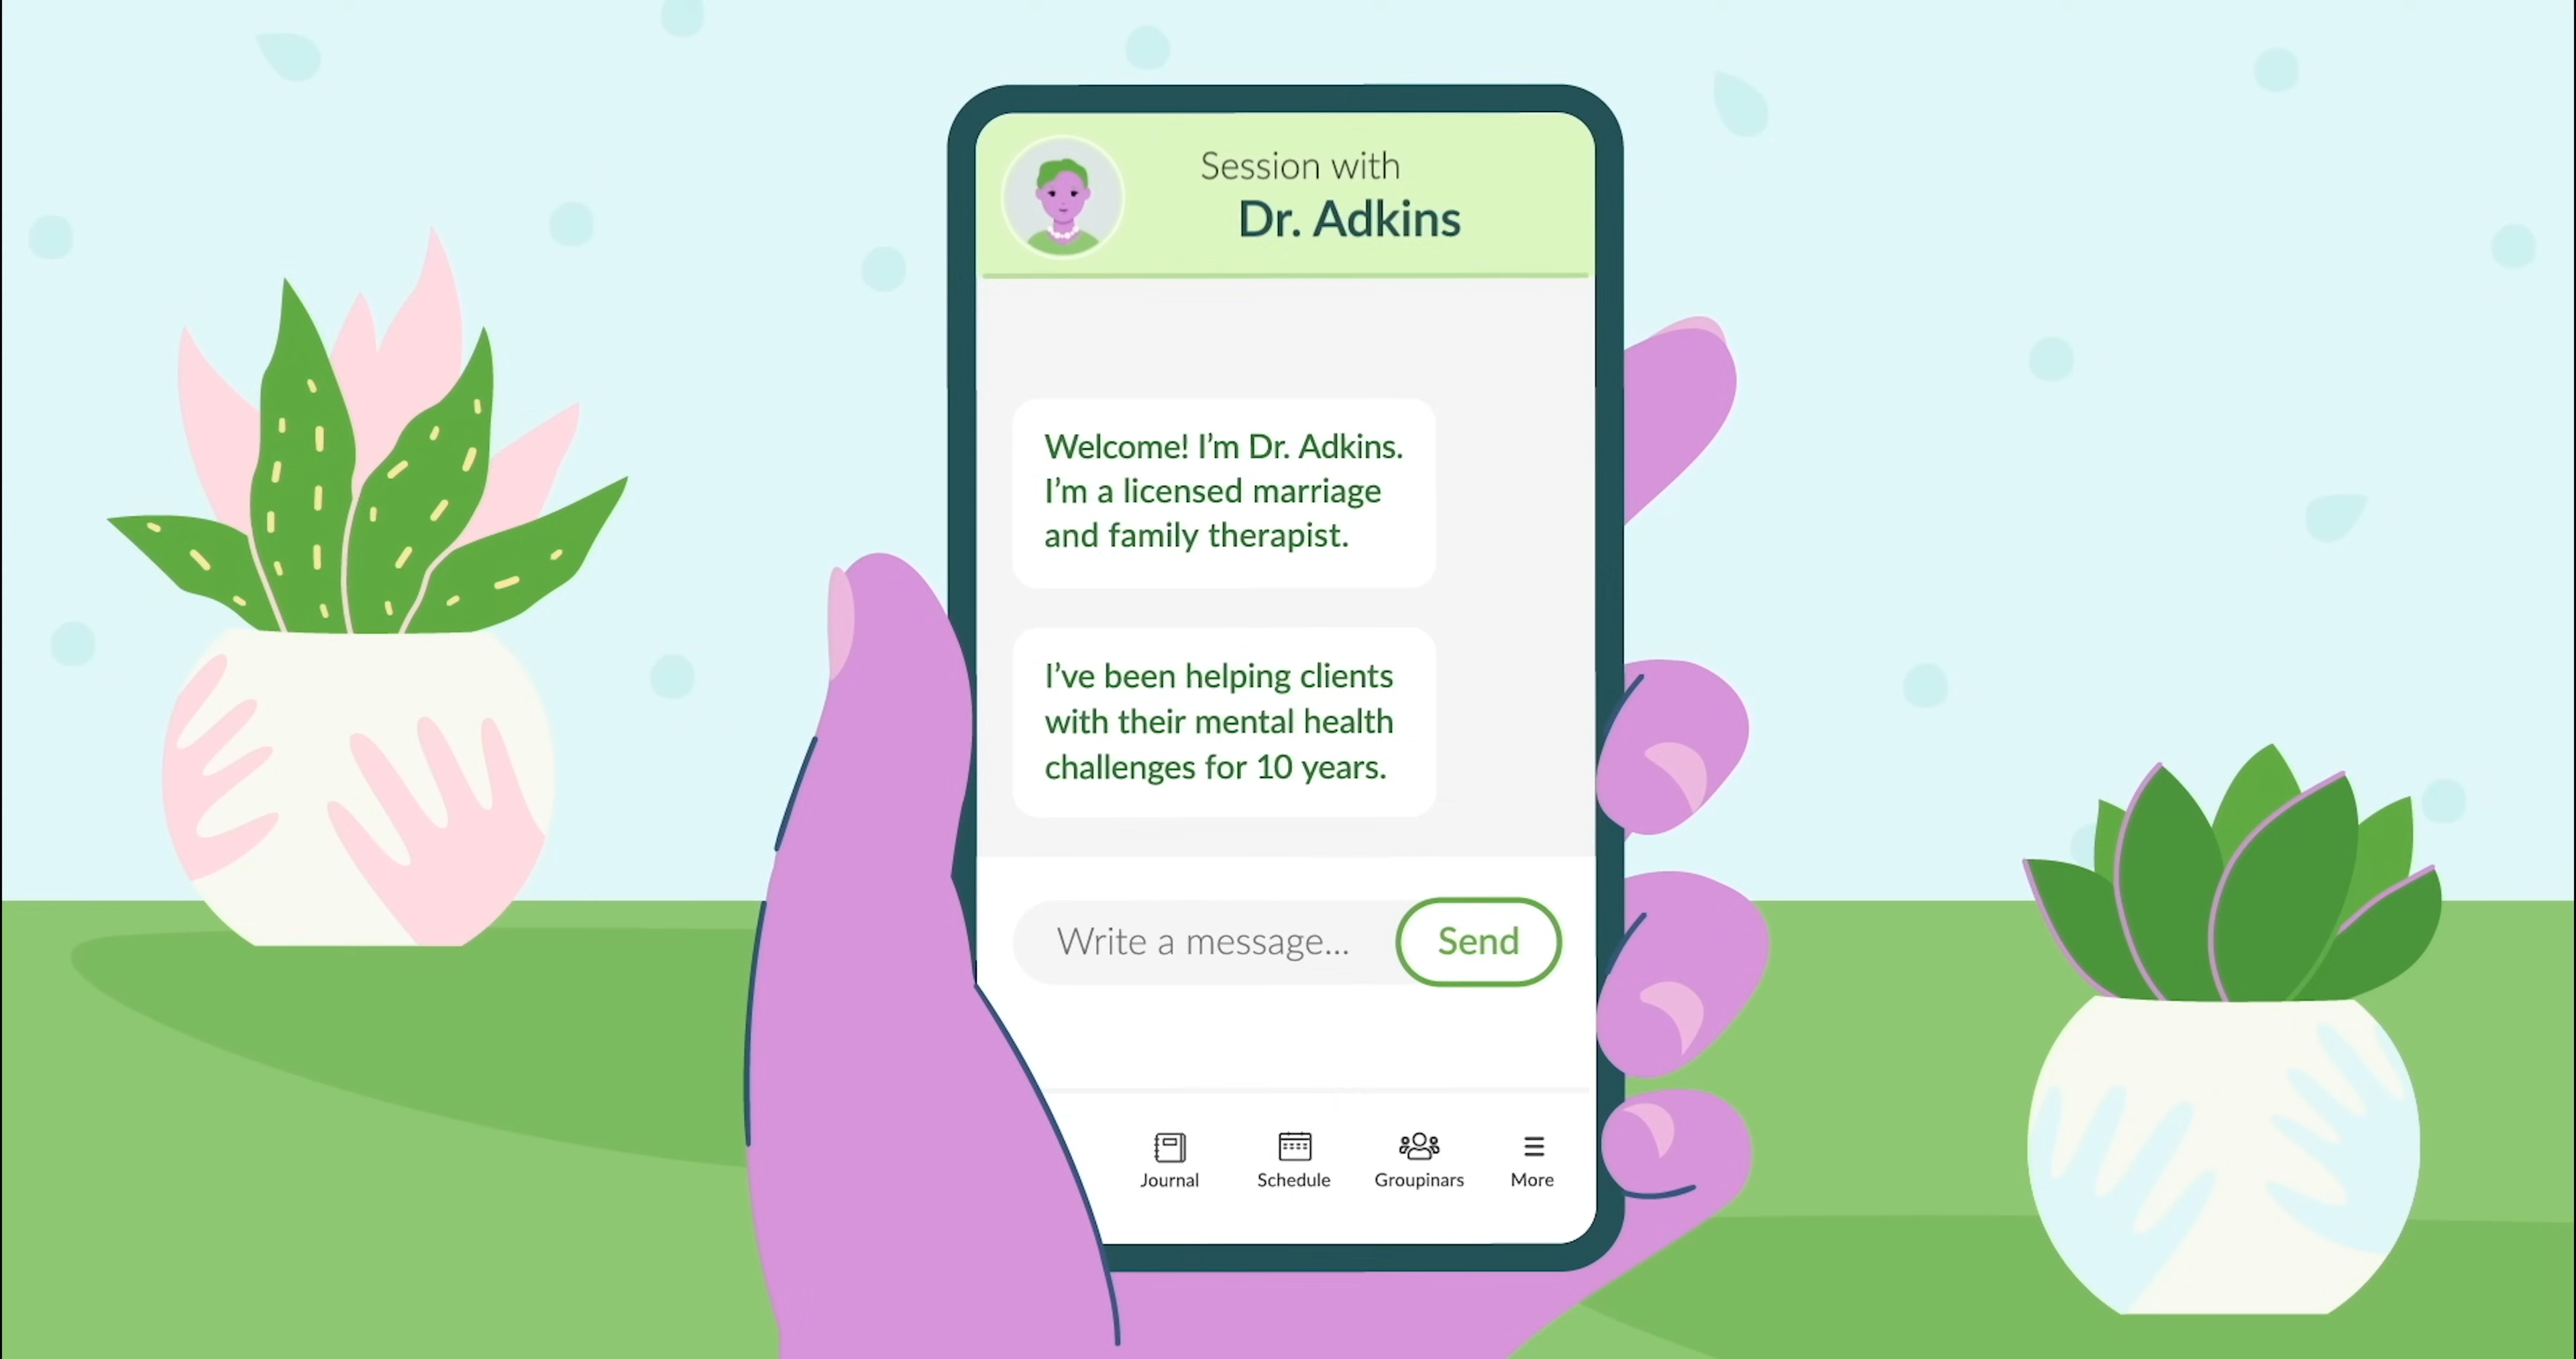 Session with
Dr. Adkins
Welcome! I’m Dr. Adkins.
I’m a licensed marriage
and family therapist.
I’ve been helping clients
with their mental health
challenges for 10 years.
Write a message...
Send
Journal
Schedule
Groupinars
More